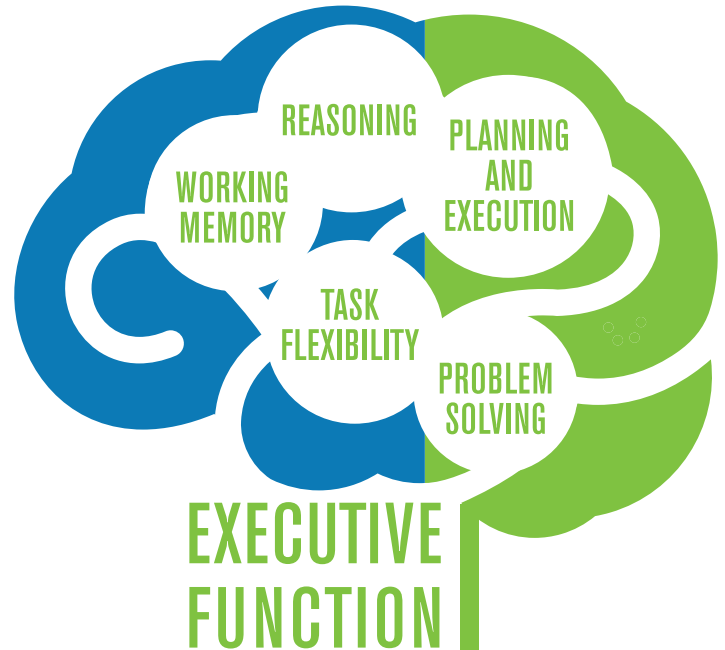 REASONING
PLANNING
AND
EXECUTION
WORKING
MEMORY
TASK
FLEXIBILITY
PROBLEM
SOLVING
EXECUTIVE
FUNCTION